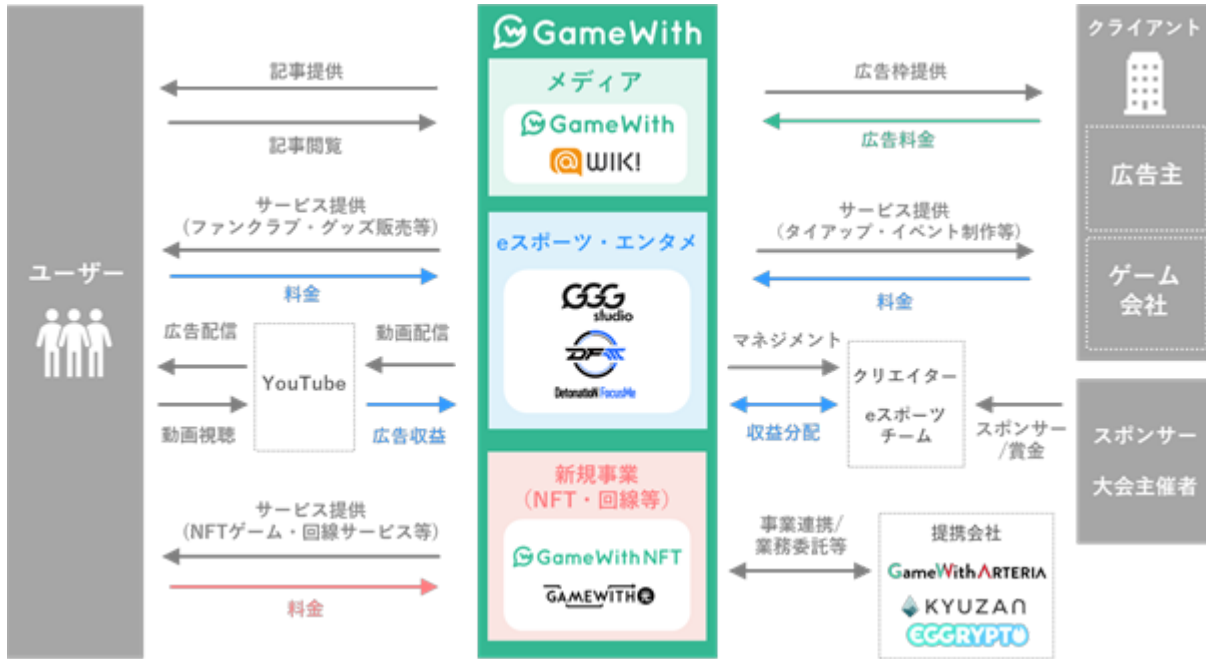 GameWith
クライアント
記事提供
メディア
広告枠提供
GameWith
記事閲覧
@WIKI!
広告料金
広告主
サービス提供
(ファンクラブ・グッズ販売等)
eスポーツ・エンタメ
サービス提供
(タイアップ・イベント制作等)
ユーザー
料金
GGG
studio
料金
ゲーム
会社
広告配信
動画配信
マネジメント
YouTube
DFM
DetonatioN FocusMe
クリエイター
eスポーツ
チーム
動画視聴
広告収益
収益分配
スポンサー
/賞金
スポンサー
大会主催者
新規事業
(NFT・回線等)
サービス提供
(NFTゲーム・回線サービス等)
事業連携/
業務委託等
提携会社
GameWithNFT
GameWithARTERIA
料金
GAMEWITH光
KYUZAN
EGGRYPTO